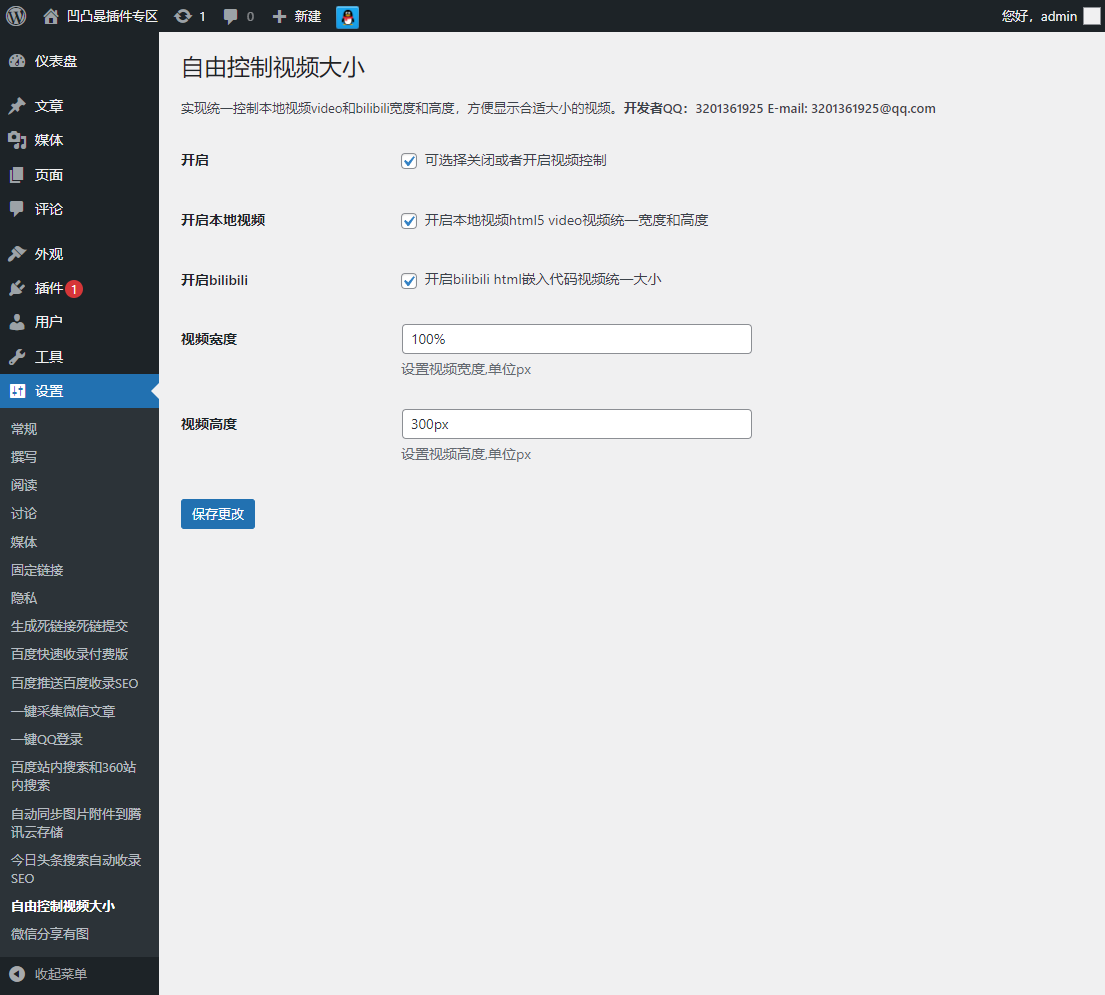 凹凸曼插件专区 1 0 新建 您好，admin
仪表盘
文章
媒体
页面
评论
外观
插件 1
用户
工具
设置
常规
撰写
阅读
讨论
媒体
固定链接
隐私
生成死链接死链提交
百度快速收录付费版
百度推送百度收录SEO
一键采集微信文章
一键QQ登录
百度站内搜索和360站
内搜索
自动同步图片附件到腾
讯云存储
今日头条搜索自动收录
SEO
自由控制视频大小
微信分享有图
收起菜单
自由控制视频大小
实现统一控制本地视频video和bilibili宽度和高度，方便显示合适大小的视频。开发者QQ：3201361925 E-mail: 3201361925@qq.com
开启 可选择关闭或者开启视频控制
开启本地视频 开启本地视频html5 video视频统一宽度和高度
开启bilibili 开启bilibili html嵌入代码视频统一大小
视频宽度 100%
设置视频宽度,单位px
视频高度 300px
设置视频高度,单位px
保存更改